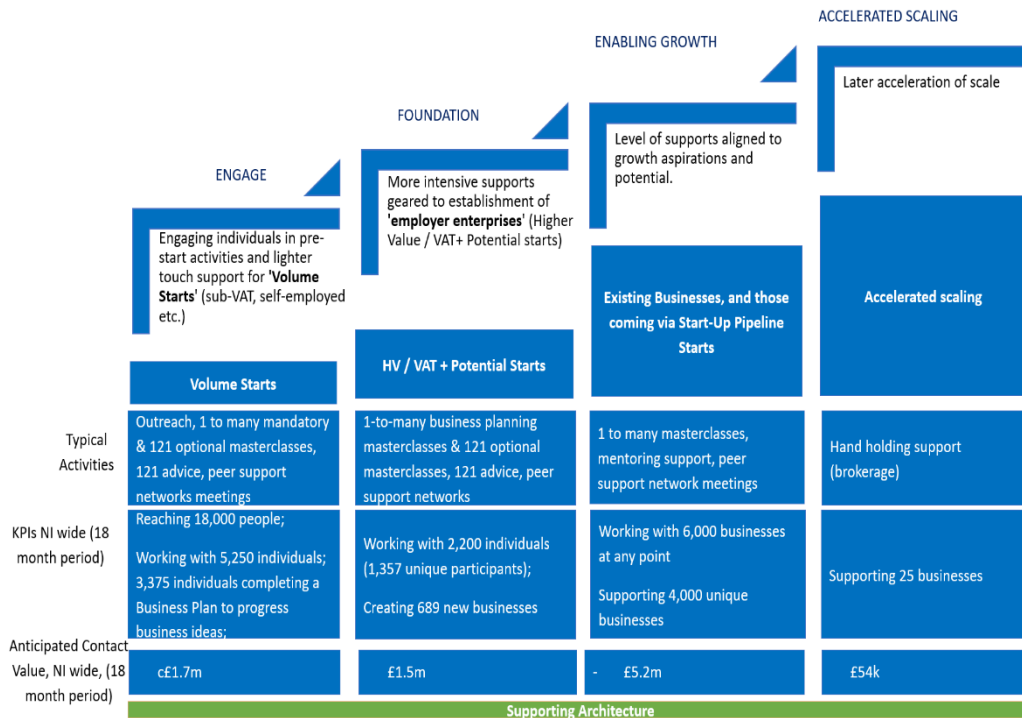 ACCELERATED SCALING
Later acceleration of scale
ENABLING GROWTH
Level of supports aligned to
growth aspirations and
potential.
FOUNDATION
More intensive supports
geared to establishment of
'employer enterprises' (Higher
Value / VAT+ Potential starts)
ENGAGE
Engaging individuals in pre-
start activities and lighter
touch support for 'Volume
Starts' (sub-VAT, self-employed
etc.)
Volume Starts
HV / VAT + Potential Starts
Existing Businesses, and those
coming via Start-Up Pipeline
Starts
Accelerated scaling
Typical
Activities
Outreach, 1 to many mandatory
& 121 optional masterclasses,
121 advice, peer support
networks meetings
1-to-many business planning
masterclasses & 121 optional
masterclasses, 121 advice, peer
support networks
1 to many masterclasses,
mentoring support, peer
support network meetings
Hand holding support
(brokerage)
KPIs NI wide (18
month period)
Reaching 18,000 people;
Working with 5,250 individuals;
3,375 individuals completing a
Business Plan to progress
business ideas;
Working with 2,200 individuals
(1,357 unique participants);
Creating 689 new businesses
Working with 6,000 businesses
at any point
Supporting 4,000 unique
businesses
Supporting 25 businesses
Anticipated Contact
Value, NI wide, (18
month period)
c£1.7m
£1.5m
- £5.2m
£54k
Supporting Architecture